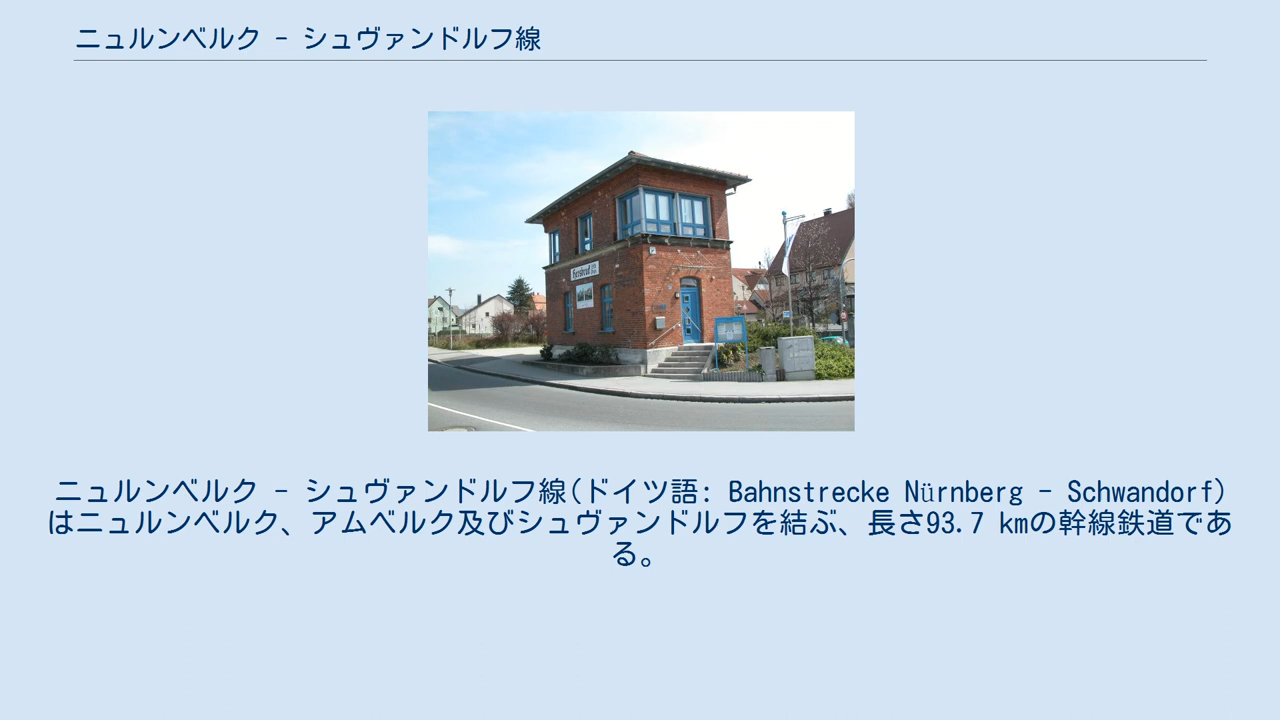 ニュルンベルク - シュヴァンドルフ線
ニュルンベルク - シュヴァンドルフ線(ドイツ語: Bahnstrecke Nürnberg - Schwandorf)
はニュルンベルク、アムベルク及びシュヴァンドルフを結ぶ、長さ93.7 kmの幹線鉄道であ
る。